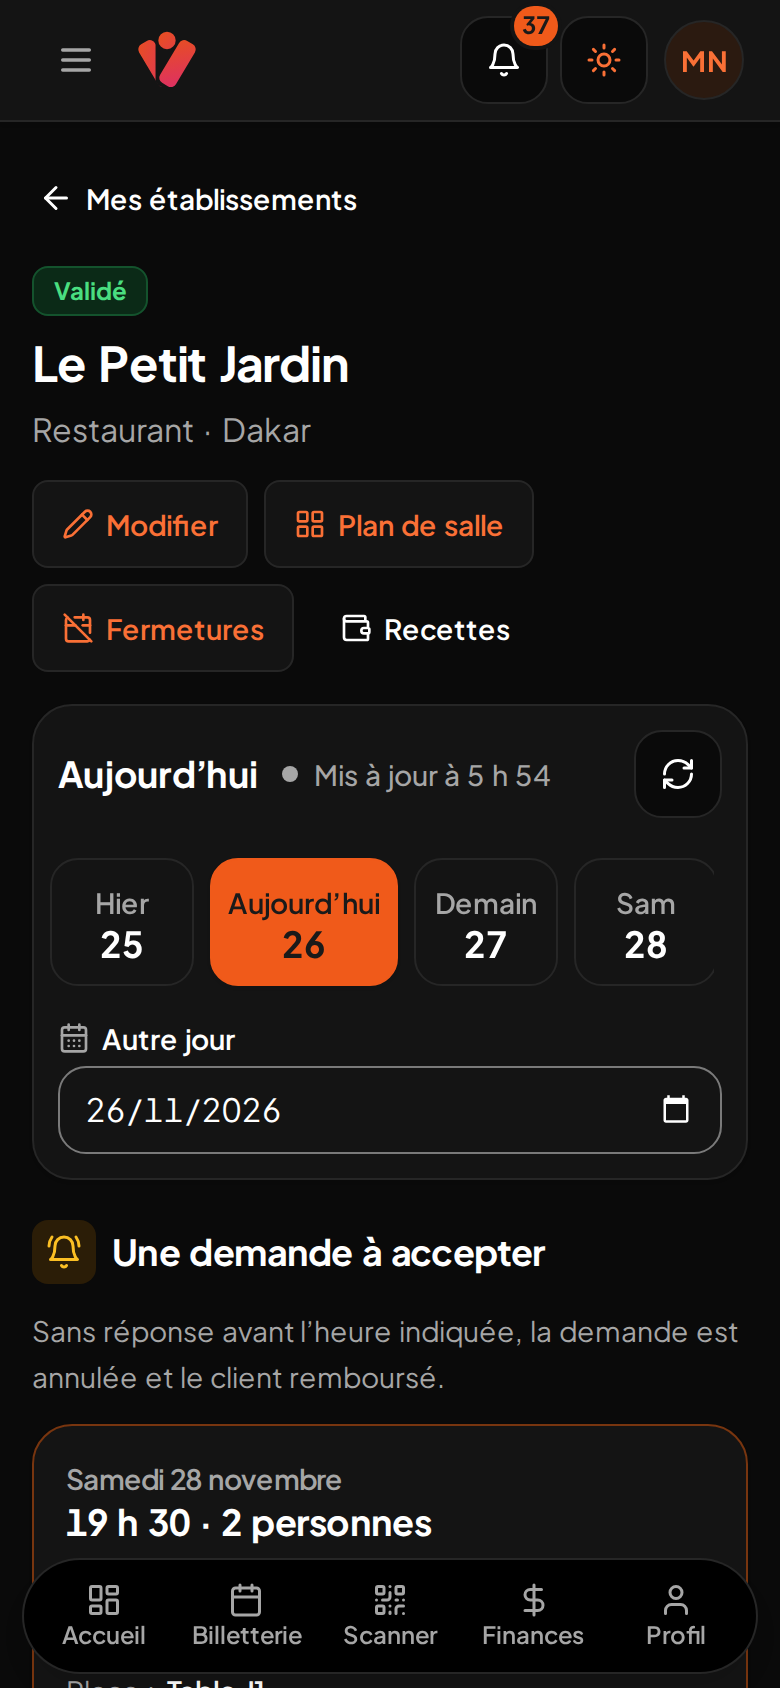 37
MN
Mes établissements
Validé
Le Petit Jardin
Restaurant · Dakar
Modifier
Plan de salle
Fermetures
Recettes
Aujourd’hui
Mis à jour à 5 h 54
Hier
25
Aujourd’hui
26
Demain
27
Sam
28
Autre jour
26/11/2026
Une demande à accepter
Sans réponse avant l’heure indiquée, la demande est
annulée et le client remboursé.
Samedi 28 novembre
19 h 30 · 2 personnes
Accueil
Billetterie
Scanner
Finances
Profil